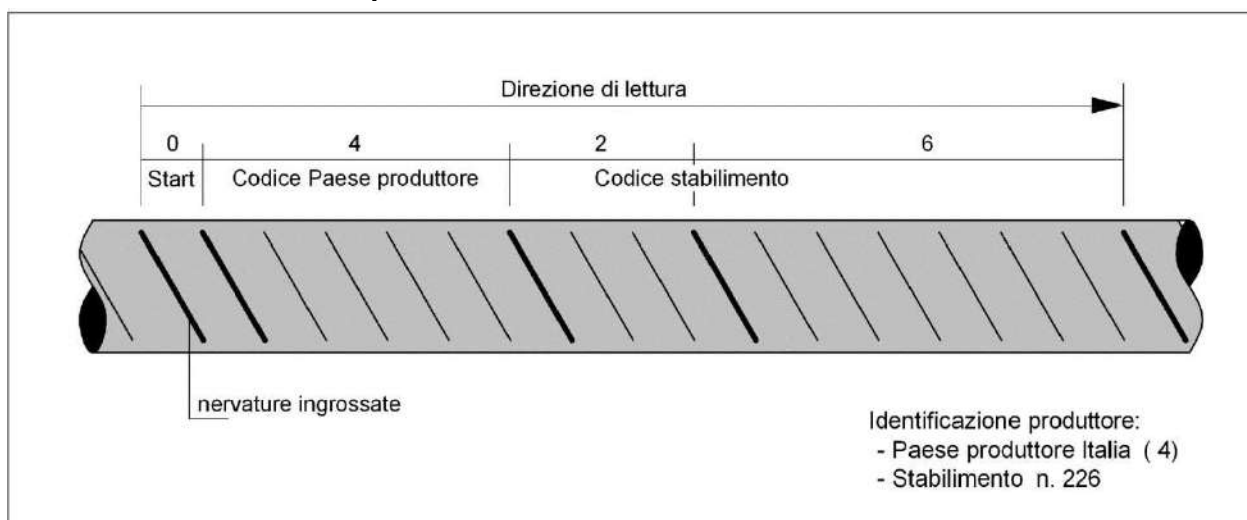 Direzione di lettura
0 4 2 6
Start Codice Paese produttore Codice stabilimento
nervature ingrossate
Identificazione produttore:
- Paese produttore Italia ( 4)
- Stabilimento n. 226